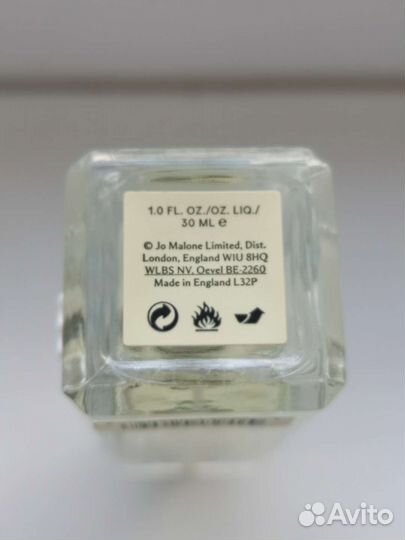 1.0 FL. OZ./OZ. LIQ./
30 ML ℮
© Jo Malone Limited, Dist.
London, England W1U 8HQ
WLBS NV, Oevel BE-2260
Made in England L32P
Avito